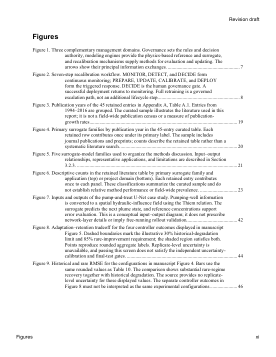 Revision draft
Figures
Figure 1. Three complementary management domains. Governance sets the rules and decision
authority, modeling engine provides the physics-based reference and surrogate,
and recalibration mechanisms supply methods for evaluation and updating. The
arrows show their principal information exchanges. 7
Figure 2. Seven-step recalibration workflow. MONITOR, DETECT, and DECIDE form
continuous monitoring; PREPARE, UPDATE, CALIBRATE, and DEPLOY
form the triggered response. DECIDE is the human governance gate. A
successful deployment returns to monitoring. Full retraining is a governed
escalation path, not an additional lifecycle step. 8
Figure 3. Publication years of the 45 retained entries in Appendix A, Table A.1. Entries from
1994–2016 are grouped. The curated sample illustrates the literature used in this
report; it is not a field-wide publication census or a measure of publication-
growth rates. 19
Figure 4. Primary surrogate families by publication year in the 45-entry curated table. Each
retained row contributes once under its primary label. The sample includes
journal publications and preprints; counts describe the retained table rather than a
systematic literature search. 20
Figure 5. Five surrogate-model families used to organize the methods discussion. Input-output
relationships, representative applications, and limitations are described in Section
3.2.3. 21
Figure 6. Descriptive counts in the retained literature table by primary surrogate family and
application (top) or project domain (bottom). Each retained entry contributes
once to each panel. These classifications summarize the curated sample and do
not establish relative method performance or field-wide prevalence. 23
Figure 7. Inputs and outputs of the pump-and-treat U-Net case study. Pumping-well information
is converted to a spatial hydraulic-influence field using the Thiem relation. The
surrogate predicts the next plume state, and reference concentrations support
error evaluation. This is a conceptual input-output diagram; it does not prescribe
network-layer details or imply free-running rollout validation. 42
Figure 8. Adaptation–retention tradeoff for the four controller outcomes displayed in manuscript
Figure 5. Dashed boundaries mark the illustrative 30% historical-degradation
limit and 85% rate-improvement requirement; the shaded region satisfies both.
Points reproduce rounded aggregate labels. Replicate-level uncertainty is
unavailable, and passing this screen does not satisfy the independent uncertainty-
calibration and final-test gates. 44
Figure 9. Historical and new RMSE for the configurations in manuscript Figure 4. Bars use the
same rounded values as Table 10. The comparison shows substantial new-regime
recovery together with historical degradation. The source provides no replicate-
level uncertainty for these displayed values. The separate controller outcomes in
Figure 8 must not be interpreted as the same experimental configurations. 46
Figures
xi